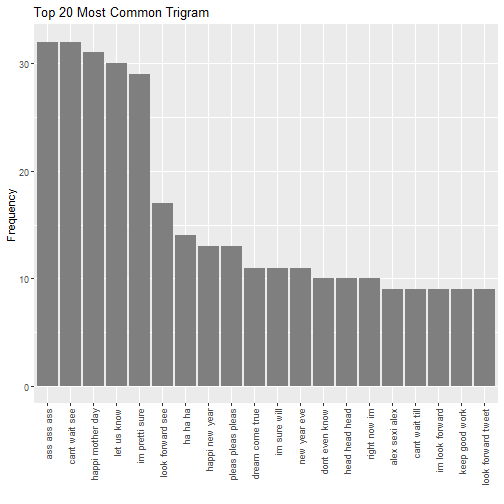 Top 20 Most Common Trigram
Frequency
30
20
10
0
ass ass ass
cant wait see
happi mother day
let us know
im pretti sure
look forward see
ha ha ha
happi new year
pleas pleas pleas
dream come true
im sure will
new year eve
dont even know
head head head
right now im
alex sexi alex
cant wait till
im look forward
keep good work
look forward tweet